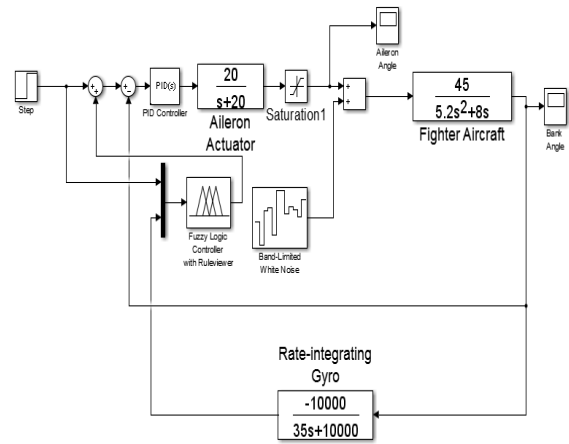 Aileron
Angle
Step
PID(s)
PID Controller
20
s+20
Aileron
Actuator
Saturation1
45
5.2s²+8s
Fighter Aircraft
Bank
Angle
Fuzzy Logic
Controller
with Ruleviewer
Band-Limited
White Noise
Rate-integrating
Gyro
-10000
35s+10000